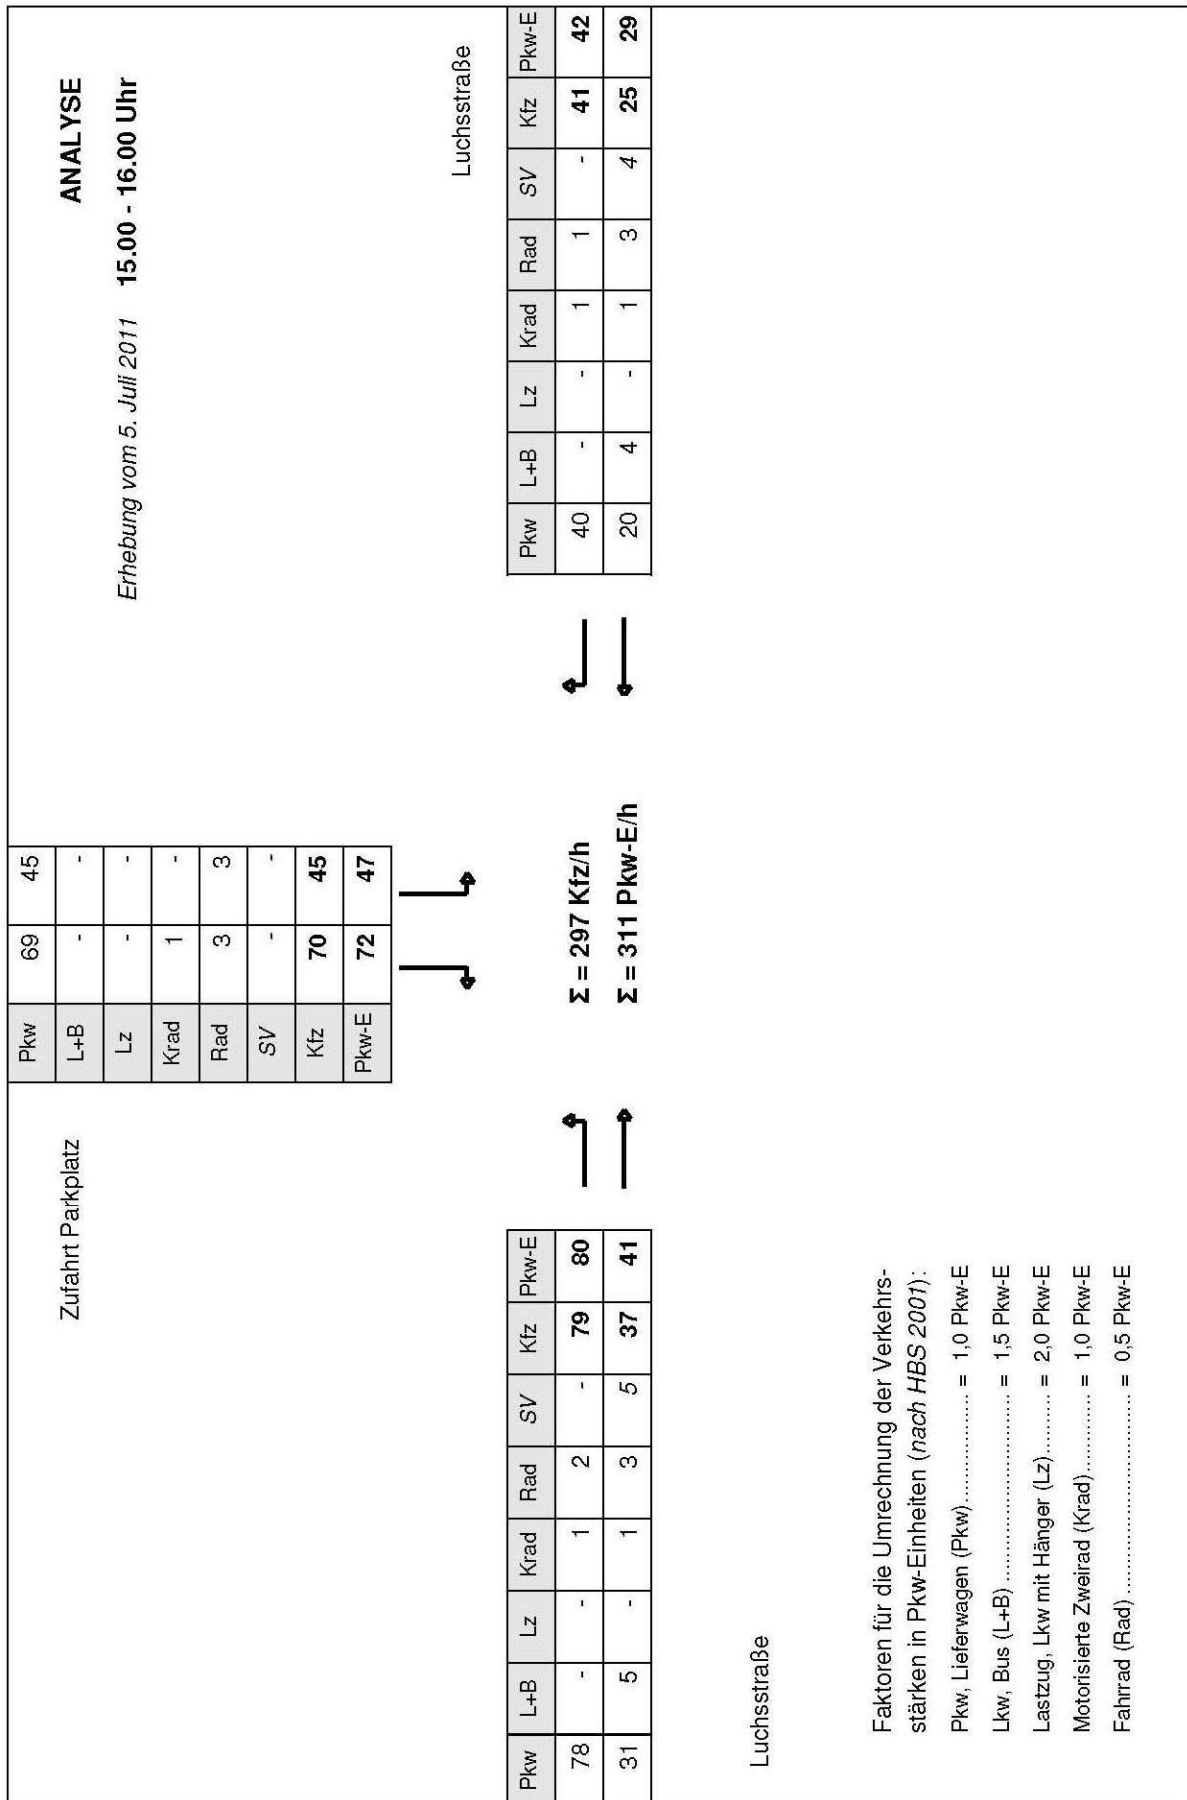 ANALYSE
Erhebung vom 5. Juli 2011 15.00 - 16.00 Uhr
Zufahrt Parkplatz
Pkw 69 45
L+B - -
Lz - -
Krad 1 -
Rad 3 3
SV - -
Kfz 70 45
Pkw-E 72 47
Luchsstraße
Pkw L+B Lz Krad Rad SV Kfz Pkw-E
40 - - 1 1 - 41 42
20 4 - 1 3 4 25 29
Σ = 297 Kfz/h
Σ = 311 Pkw-E/h
Pkw L+B Lz Krad Rad SV Kfz Pkw-E
78 - - 1 2 - 79 80
31 5 - 1 3 5 37 41
Luchsstraße
Faktoren für die Umrechnung der Verkehrs-
stärken in Pkw-Einheiten (nach HBS 2001):
Pkw, Lieferwagen (Pkw).................... = 1,0 Pkw-E
Lkw, Bus (L+B) .................................. = 1,5 Pkw-E
Lastzug, Lkw mit Hänger (Lz).......... = 2,0 Pkw-E
Motorisierte Zweirad (Krad).............. = 1,0 Pkw-E
Fahrrad (Rad) .................................... = 0,5 Pkw-E